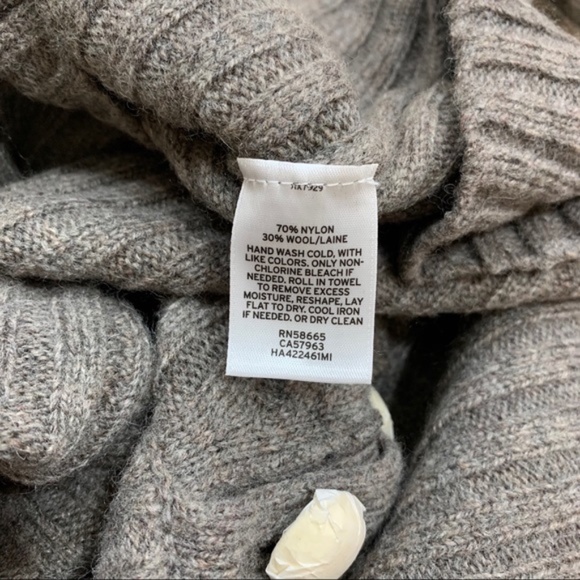 70% NYLON
30% WOOL/LAINE
HAND WASH COLD, WITH
LIKE COLORS. ONLY NON-
CHLORINE BLEACH IF
NEEDED. ROLL IN TOWEL
TO REMOVE EXCESS
MOISTURE, RESHAPE, LAY
FLAT TO DRY. COOL IRON
IF NEEDED. OR DRY CLEAN
RN58665
CA57963
HA422461MI